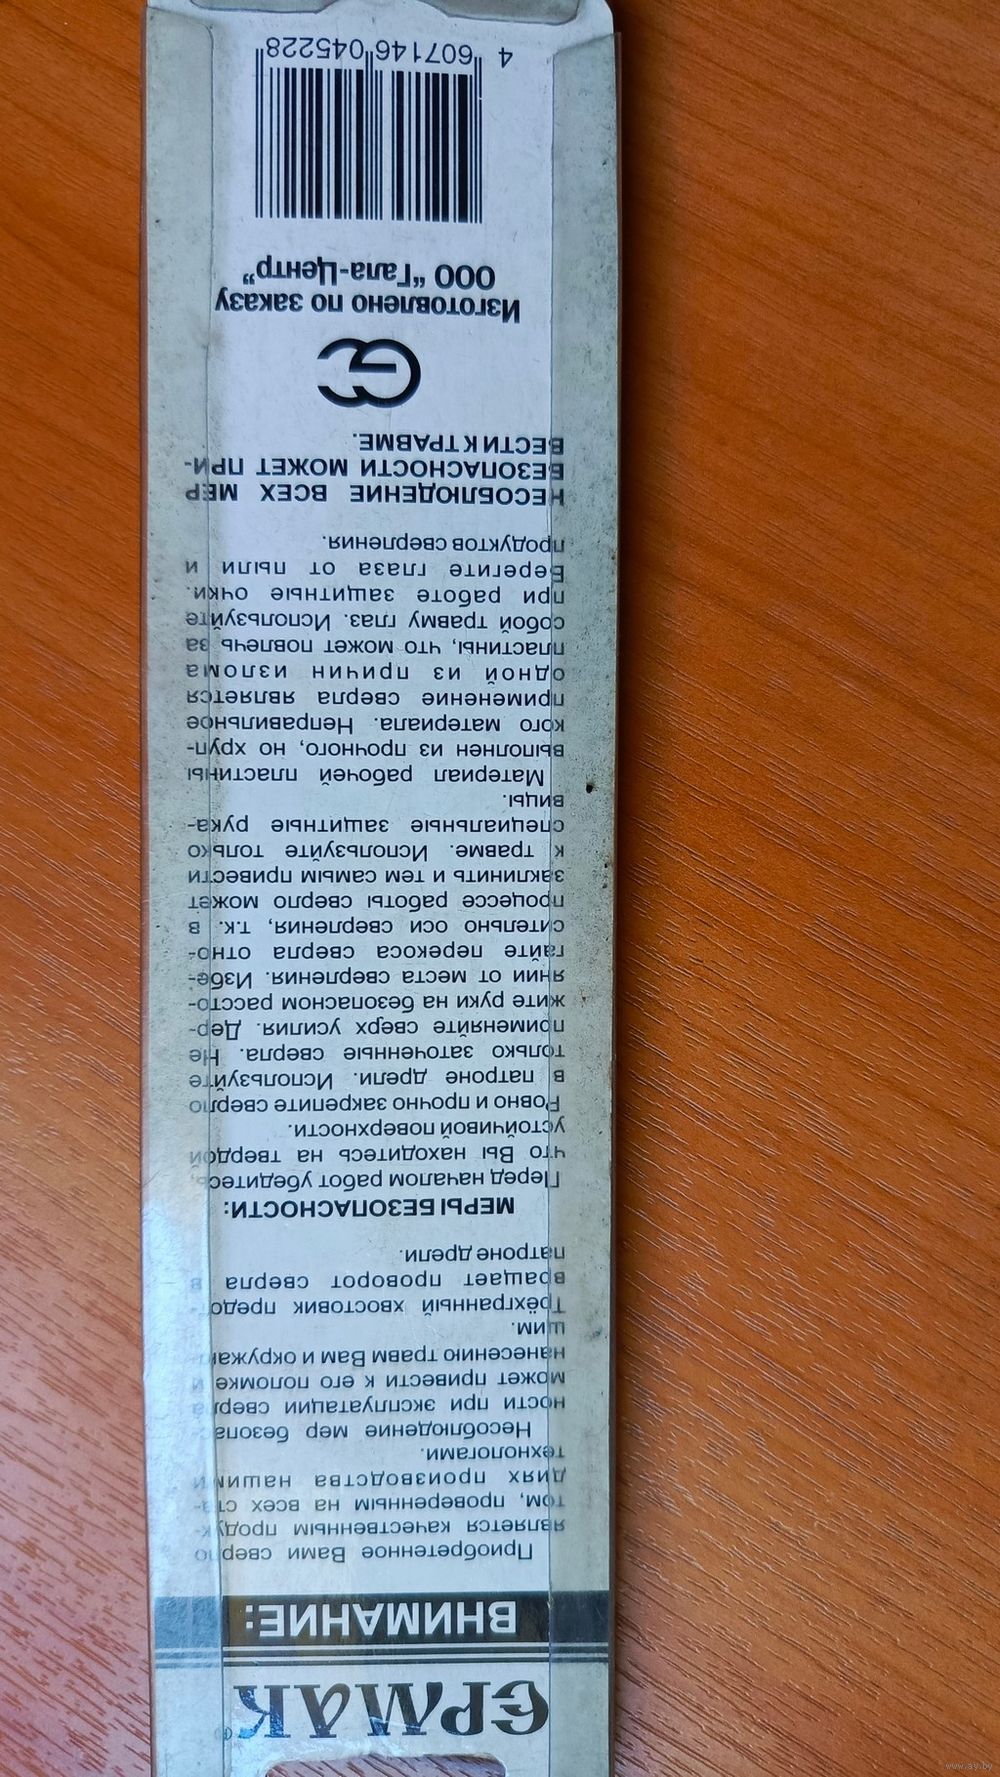 ЕРМАК®
ВНИМАНИЕ:
Приобретенное Вами сверло
является качественным продук-
том, проверенным на всех ста-
диях производства нашими
технологами.
Несоблюдение мер безопас-
ности при эксплуатации сверла
может привести к его поломке и
нанесению травм Вам и окружаю-
щим.
Трёхгранный хвостовик предот-
вращает проворот сверла в
патроне дрели.
МЕРЫ БЕЗОПАСНОСТИ:
Перед началом работ убедитесь,
что Вы находитесь на твердой
устойчивой поверхности.
Ровно и прочно закрепите сверло
в патроне дрели. Используйте
только заточенные сверла. Не
применяйте сверх усилия. Дер-
жите руки на безопасном расстоя-
янии от места сверления. Избе-
гайте перекоса сверла отно-
сительно оси сверления, т.к. в
процессе работы сверло может
заклинить и тем самым привести
к травме. Используйте только
специальные защитные рука-
вицы.
Материал рабочей пластины
выполнен из прочного, но хруп-
кого материала. Неправильное
применение сверла является
одной из причин излома
пластины, что может повлечь за
собой травму глаз. Используйте
при работе защитные очки.
Берегите глаза от пыли и
продуктов сверления.
НЕСОБЛЮДЕНИЕ ВСЕХ МЕР
БЕЗОПАСНОСТИ МОЖЕТ ПРИ-
ВЕСТИ К ТРАВМЕ.
GC
Изготовлено по заказу
ООО "Гала-Центр"
4 607146 045228
www.ay.by